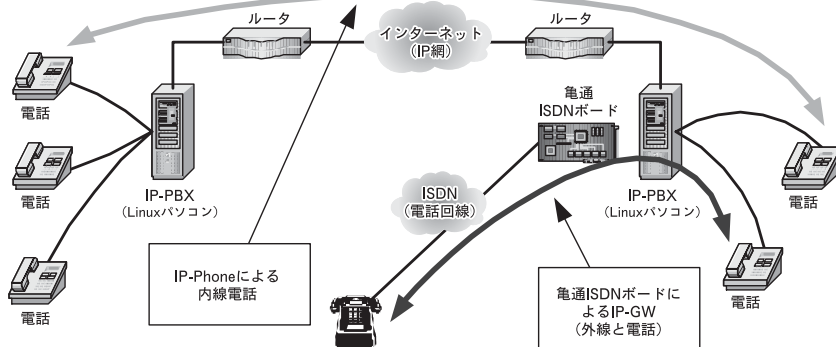 ルータ
インターネット
(IP網)
ルータ
電話
電話
電話
IP-PBX
(Linuxパソコン)
亀通
ISDNボード
ISDN
(電話回線)
IP-PBX
(Linuxパソコン)
電話
電話
IP-Phoneによる
内線電話
亀通ISDNボードに
よるIP-GW
(外線と電話)